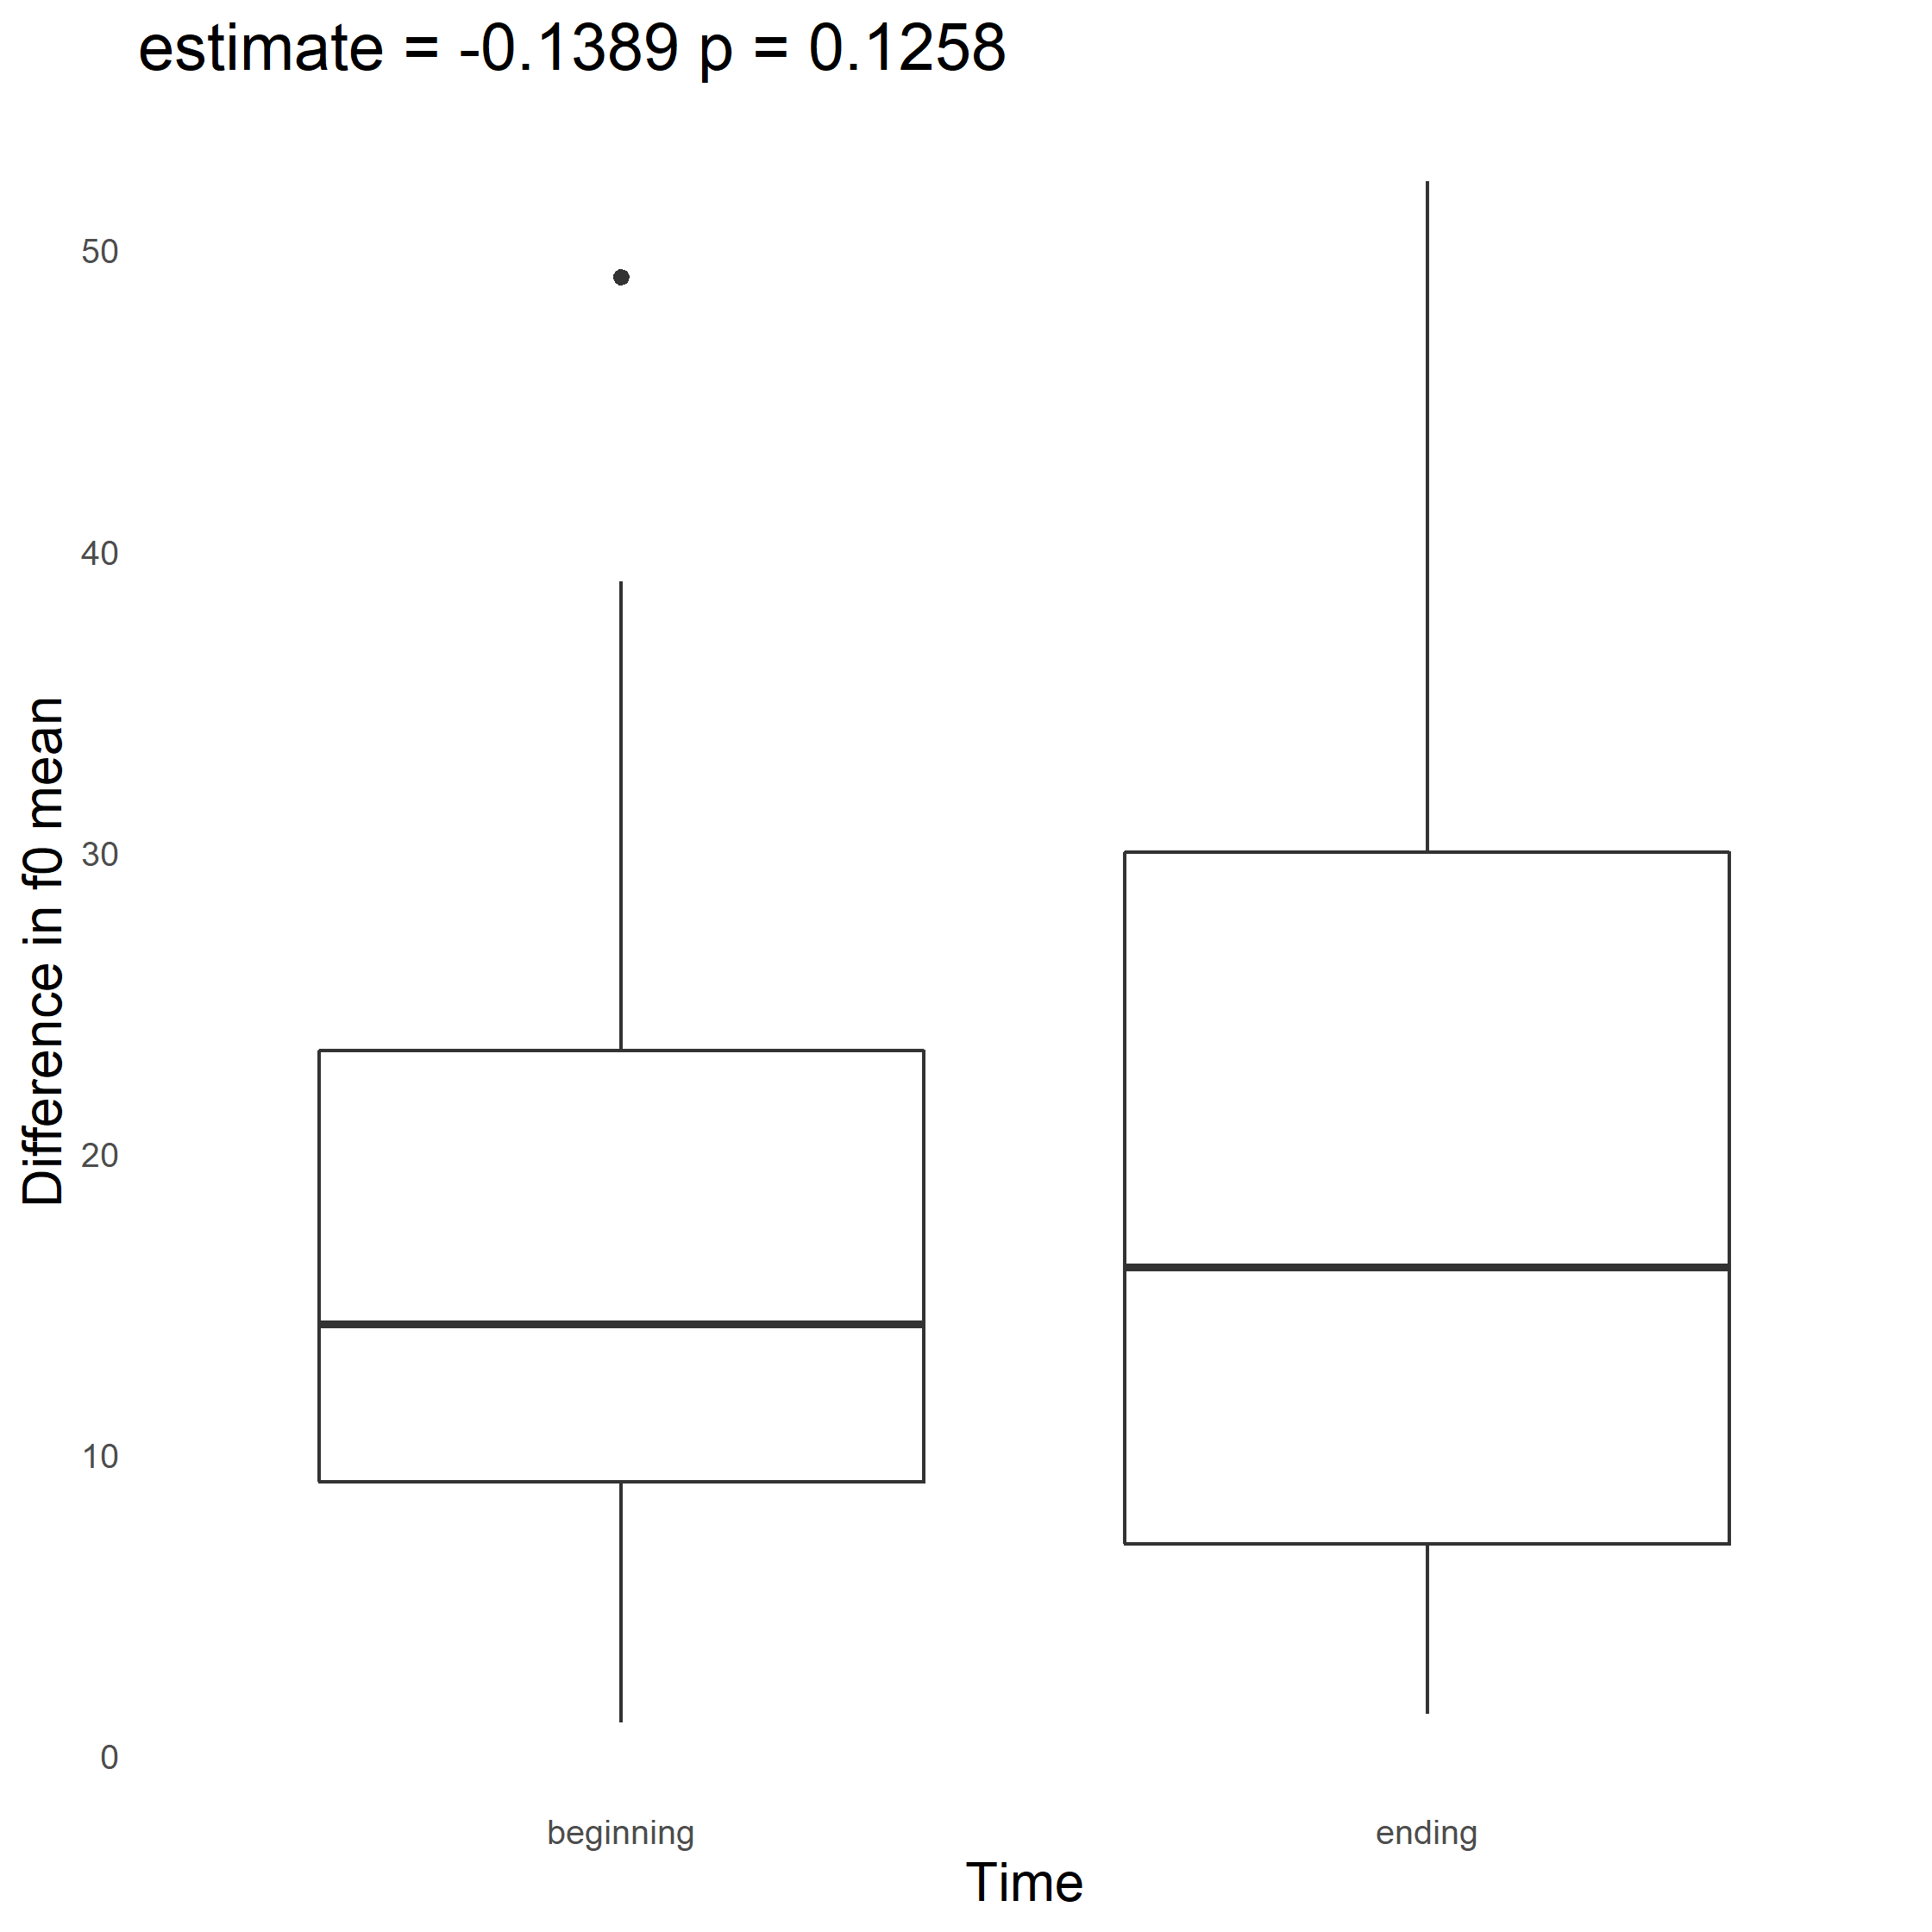 estimate = -0.1389 p = 0.1258
Difference in f0 mean
50
40
30
20
10
0
beginning
ending
Time